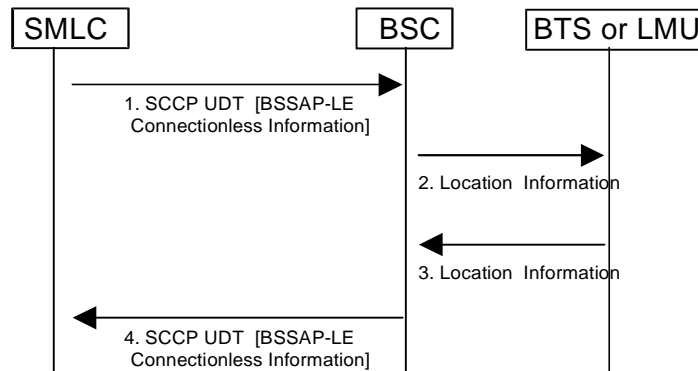 SMLC
BSC
BTS or LMU
1. SCCP UDT [BSSAP-LE
Connectionless Information]
2. Location Information
3. Location Information
4. SCCP UDT [BSSAP-LE
Connectionless Information]